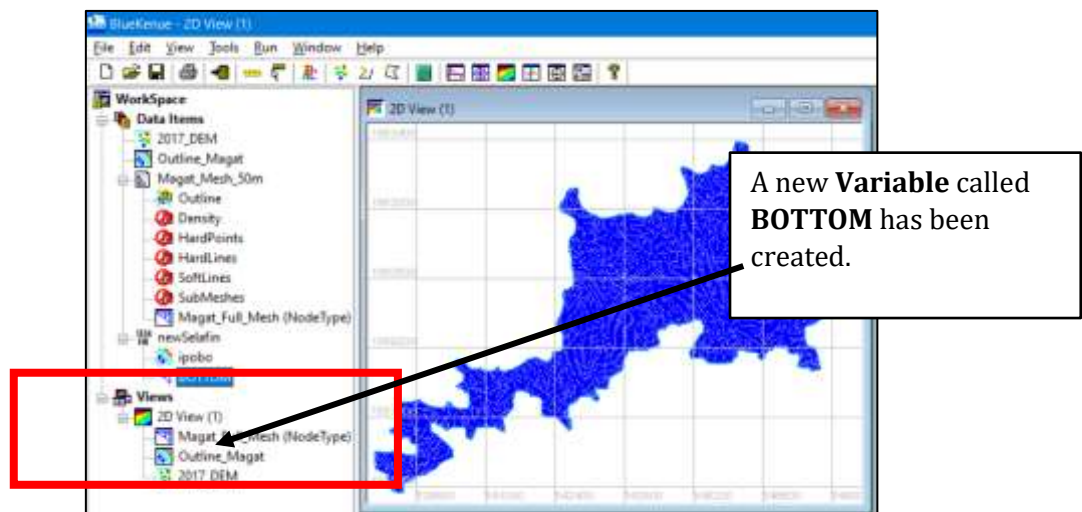 BlueKenue - 2D View (1)
File Edit View Tools Run Window Help
WorkSpace
Data Items
2017_DEM
Outline_Magat
Magat_Mesh_50m
Outline
Density
HardPoints
HardLines
SoftLines
SubMeshes
Magat_Full_Mesh (NodeType)
newSelafin
ipobo
BOTTOM
Views
2D View (1)
Magat_Full_Mesh (NodeType)
Outline_Magat
2017_DEM
2D View (1)
A new Variable called
BOTTOM has been
created.